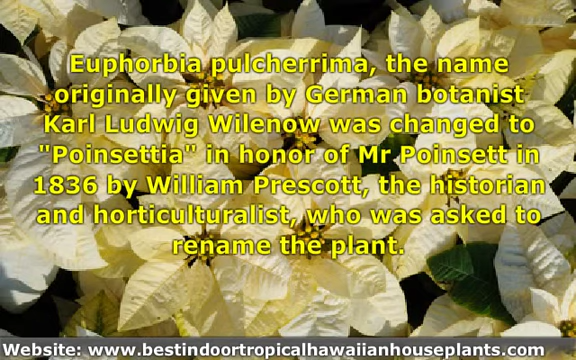 Euphorbia pulcherrima, the name
originally given by German botanist
Karl Ludwig Wilenow was changed to
"Poinsettia" in honor of Mr Poinsett in
1836 by William Prescott, the historian
and horticulturalist, who was asked to
rename the plant.
Website: www.bestindoortropicalhawaiianhouseplants.com